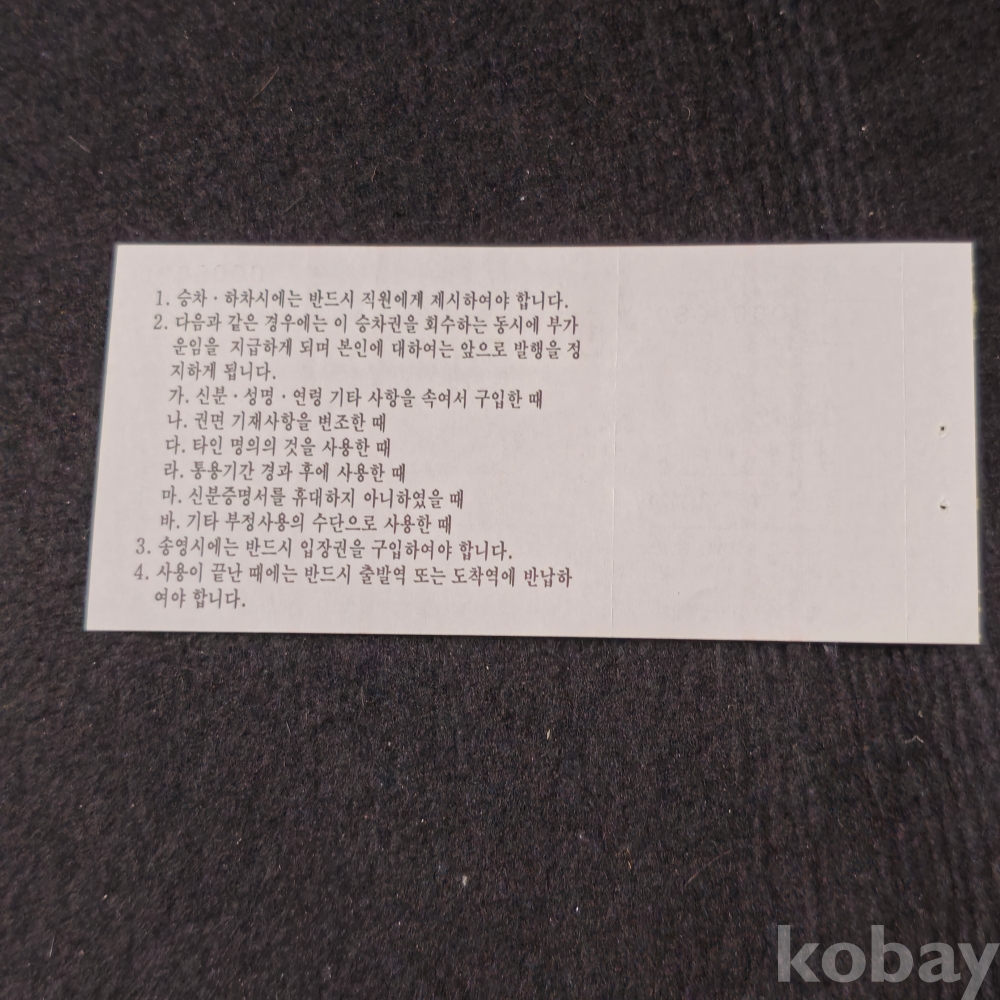 1. 승차·하차시에는 반드시 직원에게 제시하여야 합니다.
2. 다음과 같은 경우에는 이 승차권을 회수하는 동시에 부가
운임을 지급하게 되며 본인에 대하여는 앞으로 발행을 정
지하게 됩니다.
가. 신분·성명·연령 기타 사항을 속여서 구입한 때
나. 권면 기재사항을 변조한 때
다. 타인 명의의 것을 사용한 때
라. 통용기간 경과 후에 사용한 때
마. 신분증명서를 휴대하지 아니하였을 때
바. 기타 부정사용의 수단으로 사용한 때
3. 송영시에는 반드시 입장권을 구입하여야 합니다.
4. 사용이 끝난 때에는 반드시 출발역 또는 도착역에 반납하
여야 합니다.
kobay